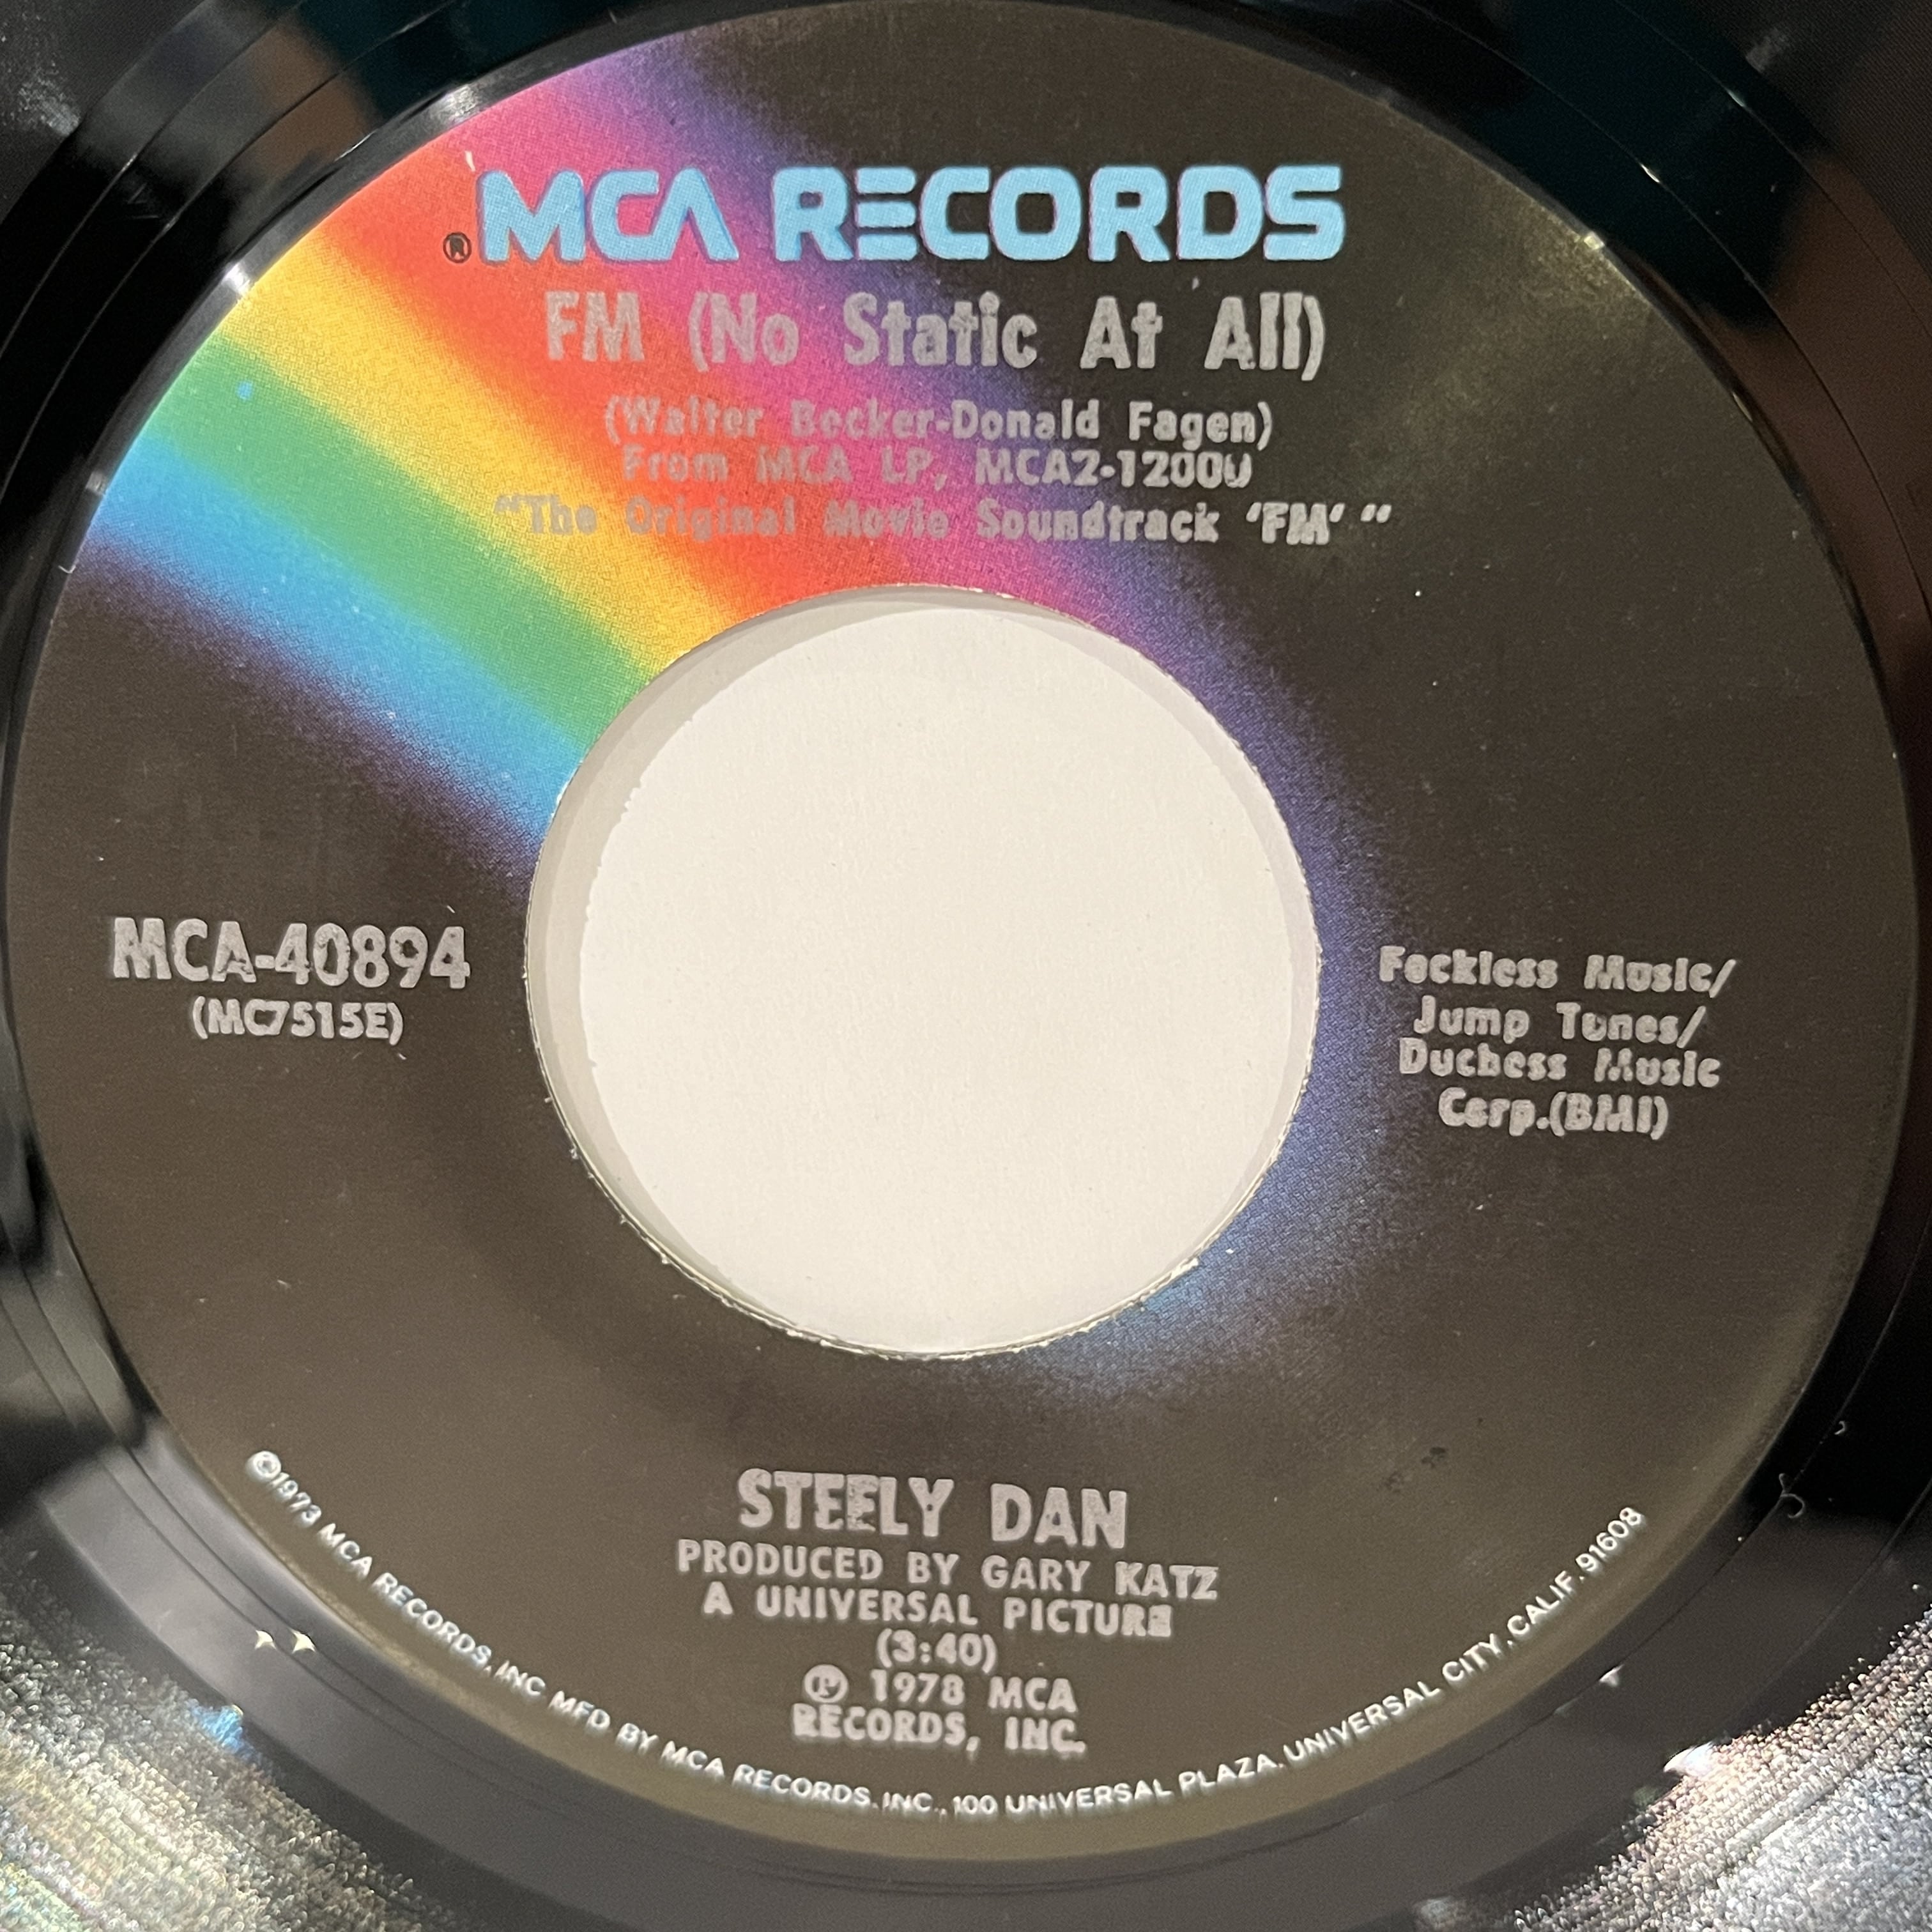 ® MCA RECORDS
FM (No Static At All)
(Walter Becker-Donald Fagen)
From MCA LP, MCA2-12000
"The Original Movie Soundtrack 'FM' "
MCA-40894
(MC7515E)
Feckless Music/
Jump Tunes/
Duchess Music
Corp.(BMI)
STEELY DAN
PRODUCED BY GARY KATZ
A UNIVERSAL PICTURE
(3:40)
℗ 1978 MCA
RECORDS, INC.
©1973 MCA RECORDS, INC MFD BY MCA RECORDS, INC., 100 UNIVERSAL PLAZA, UNIVERSAL CITY, CALIF. 91608